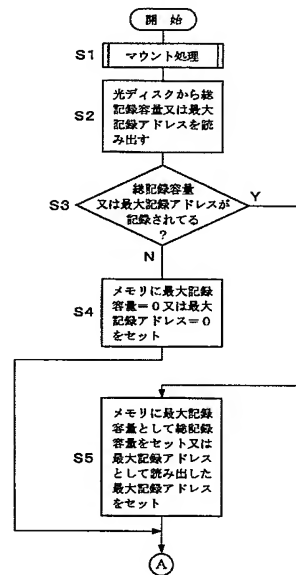 開 始
S1
マウント処理
S2
光ディスクから総
記録容量又は最大
記録アドレスを読
み出す
S3
総記録容量
又は最大記録アドレスが
記録されてる
?
Y
N
S4
メモリに最大記録
容量=0又は最大
記録アドレス=0
をセット
S5
メモリに最大記録
容量として総記録
容量をセット又は
最大記録アドレス
として読み出した
最大記録アドレス
をセット
A